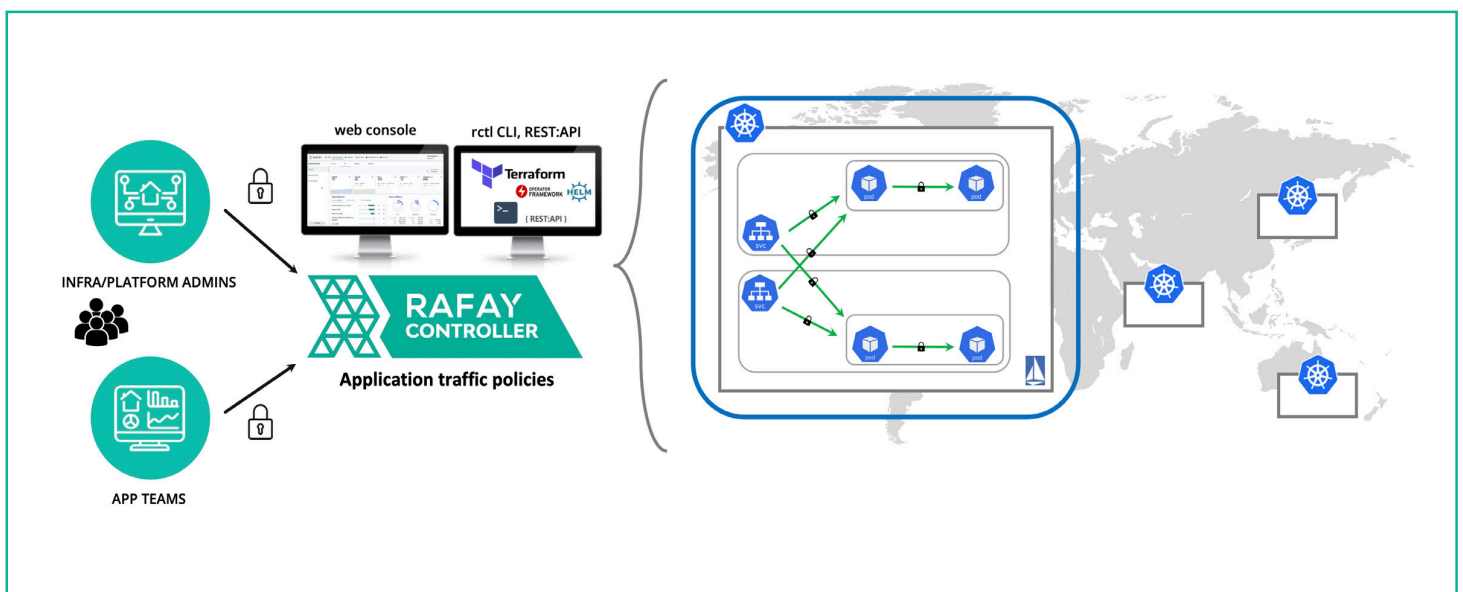 web console
rctl CLI, REST:API
RAFAY
Terraform
OPERATOR
FRAMEWORK
HELM
>_
{ REST:API }
INFRA/PLATFORM ADMINS
RAFAY
CONTROLLER
Application traffic policies
APP TEAMS
pod
pod
svc
svc
pod
pod